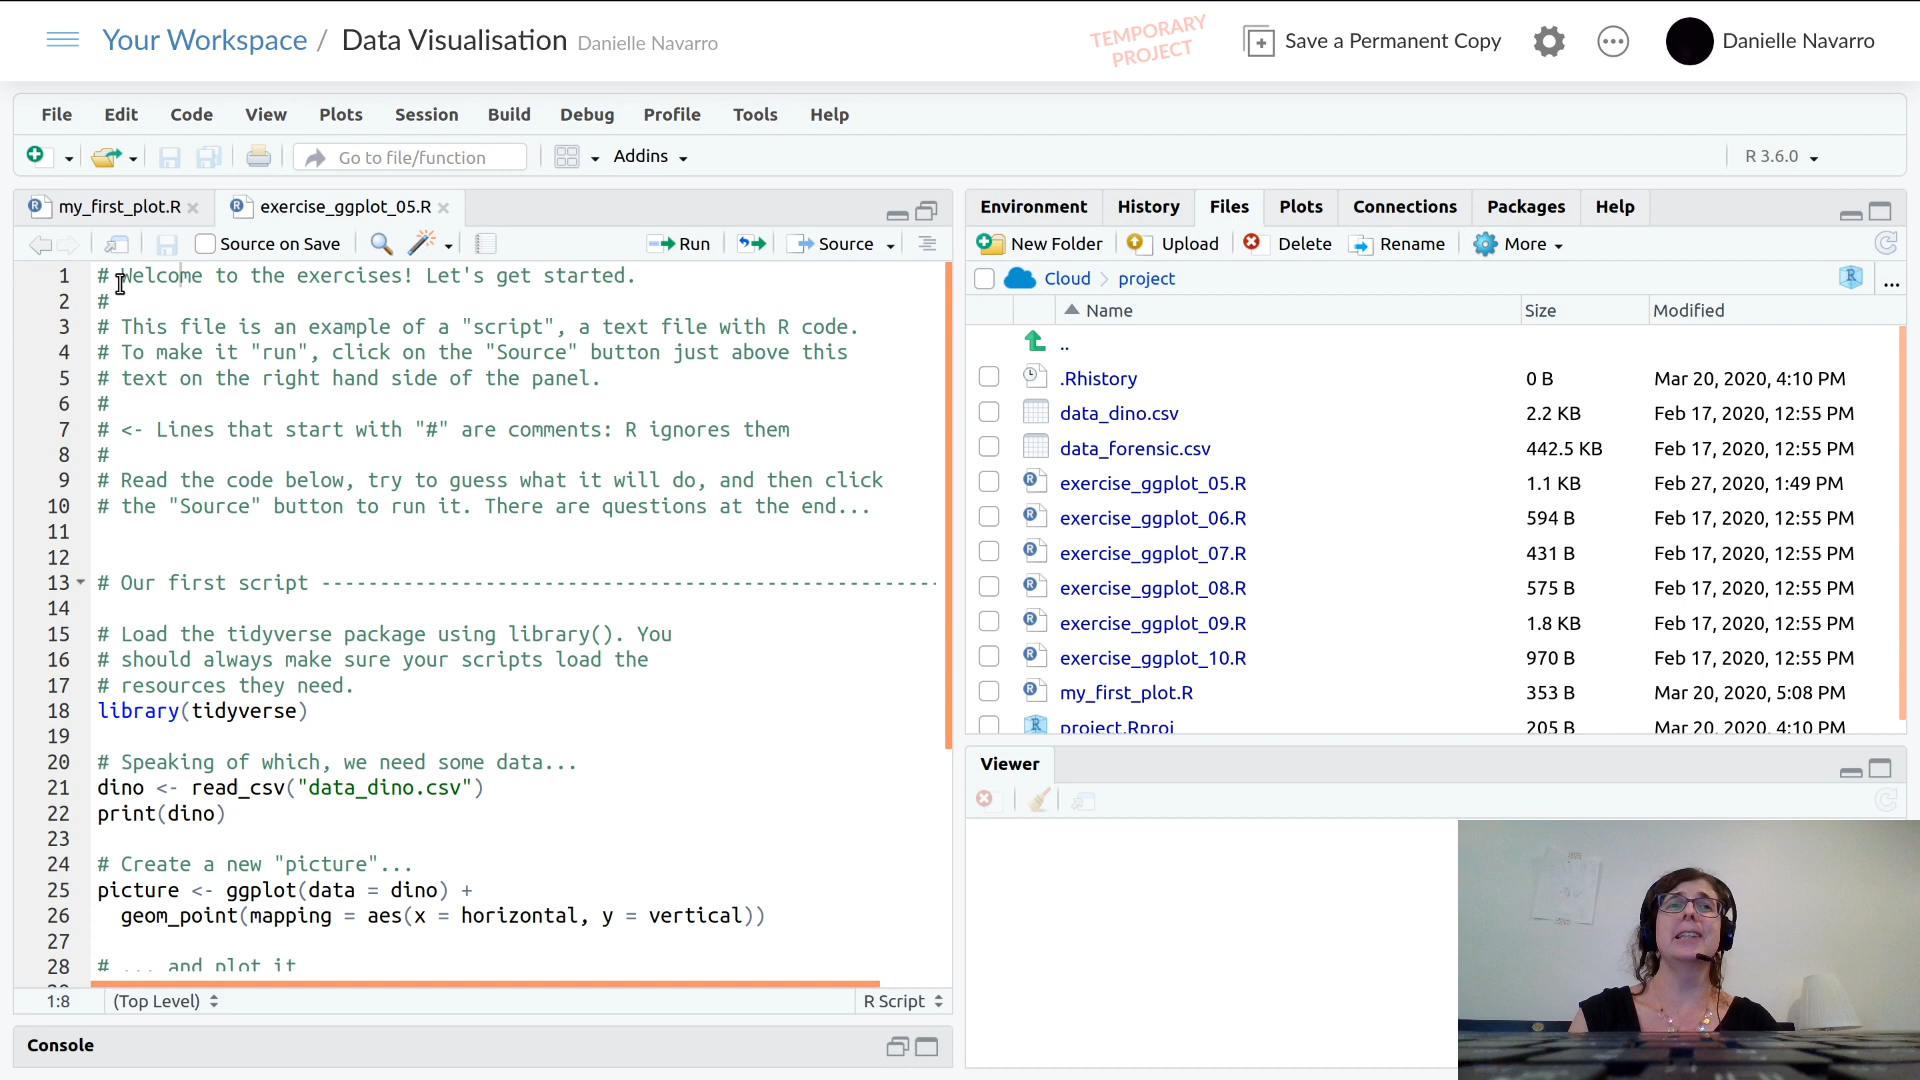 Your Workspace / Data Visualisation Danielle Navarro
TEMPORARY
PROJECT
Save a Permanent Copy
Danielle Navarro
File Edit Code View Plots Session Build Debug Profile Tools Help
Go to file/function
Addins
R 3.6.0
my_first_plot.R
exercise_ggplot_05.R
Source on Save
Run
Source
1 # Welcome to the exercises! Let's get started.
2 #
3 # This file is an example of a "script", a text file with R code.
4 # To make it "run", click on the "Source" button just above this
5 # text on the right hand side of the panel.
6 #
7 # <- Lines that start with "#" are comments: R ignores them
8 #
9 # Read the code below, try to guess what it will do, and then click
10 # the "Source" button to run it. There are questions at the end...
11
12
13 # Our first script ----------------------------------------------------
14
15 # Load the tidyverse package using library(). You
16 # should always make sure your scripts load the
17 # resources they need.
18 library(tidyverse)
19
20 # Speaking of which, we need some data...
21 dino <- read_csv("data_dino.csv")
22 print(dino)
23
24 # Create a new "picture"...
25 picture <- ggplot(data = dino) +
26 geom_point(mapping = aes(x = horizontal, y = vertical))
27
28 # ... and plot it
1:8 (Top Level) R Script
Console
Environment History Files Plots Connections Packages Help
New Folder Upload Delete Rename More
Cloud project ...
Name Size Modified
..
.Rhistory 0 B Mar 20, 2020, 4:10 PM
data_dino.csv 2.2 KB Feb 17, 2020, 12:55 PM
data_forensic.csv 442.5 KB Feb 17, 2020, 12:55 PM
exercise_ggplot_05.R 1.1 KB Feb 27, 2020, 1:49 PM
exercise_ggplot_06.R 594 B Feb 17, 2020, 12:55 PM
exercise_ggplot_07.R 431 B Feb 17, 2020, 12:55 PM
exercise_ggplot_08.R 575 B Feb 17, 2020, 12:55 PM
exercise_ggplot_09.R 1.8 KB Feb 17, 2020, 12:55 PM
exercise_ggplot_10.R 970 B Feb 17, 2020, 12:55 PM
my_first_plot.R 353 B Mar 20, 2020, 5:08 PM
project.Rproj 205 B Mar 20, 2020, 4:10 PM
Viewer